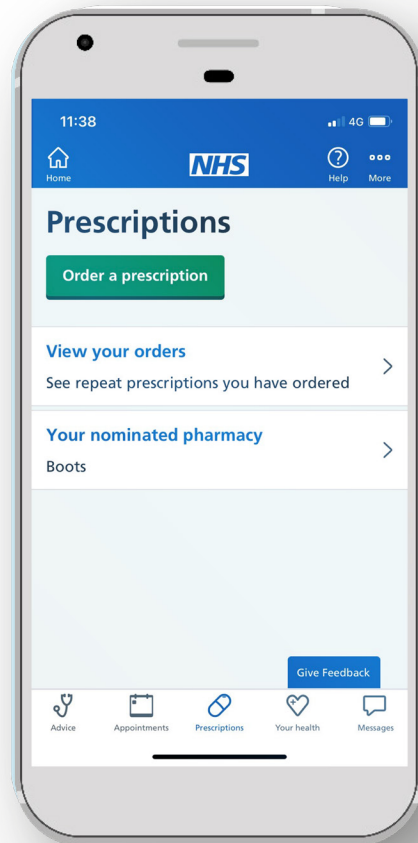 11:38
4G
Home
NHS
Help
More
Prescriptions
Order a prescription
View your orders
See repeat prescriptions you have ordered
Your nominated pharmacy
Boots
Give Feedback
Advice
Appointments
Prescriptions
Your health
Messages